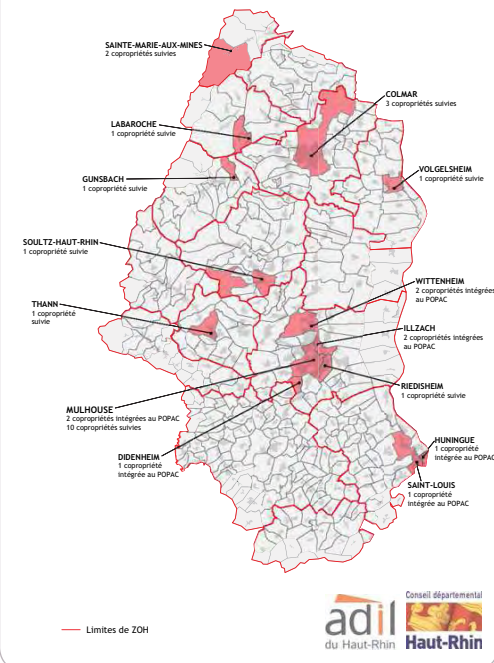 SAINTE-MARIE-AUX-MINES
2 copropriétés suivies
COLMAR
3 copropriétés suivies
LABAROCHE
1 copropriété suivie
GUNSBACH
1 copropriété suivie
VOLGELSHEIM
1 copropriété suivie
SOULTZ-HAUT-RHIN
1 copropriété suivie
WITTENHEIM
2 copropriétés intégrées
au POPAC
THANN
1 copropriété
suivie
ILLZACH
2 copropriétés intégrées
au POPAC
RIEDISHEIM
1 copropriété suivie
MULHOUSE
2 copropriétés intégrées au POPAC
10 copropriétés suivies
HUNINGUE
1 copropriété
intégrée au POPAC
DIDENHEIM
1 copropriété
intégrée au POPAC
SAINT-LOUIS
1 copropriété
intégrée au POPAC
Limites de ZOH
adil
du Haut-Rhin
Conseil départemental
Haut-Rhin